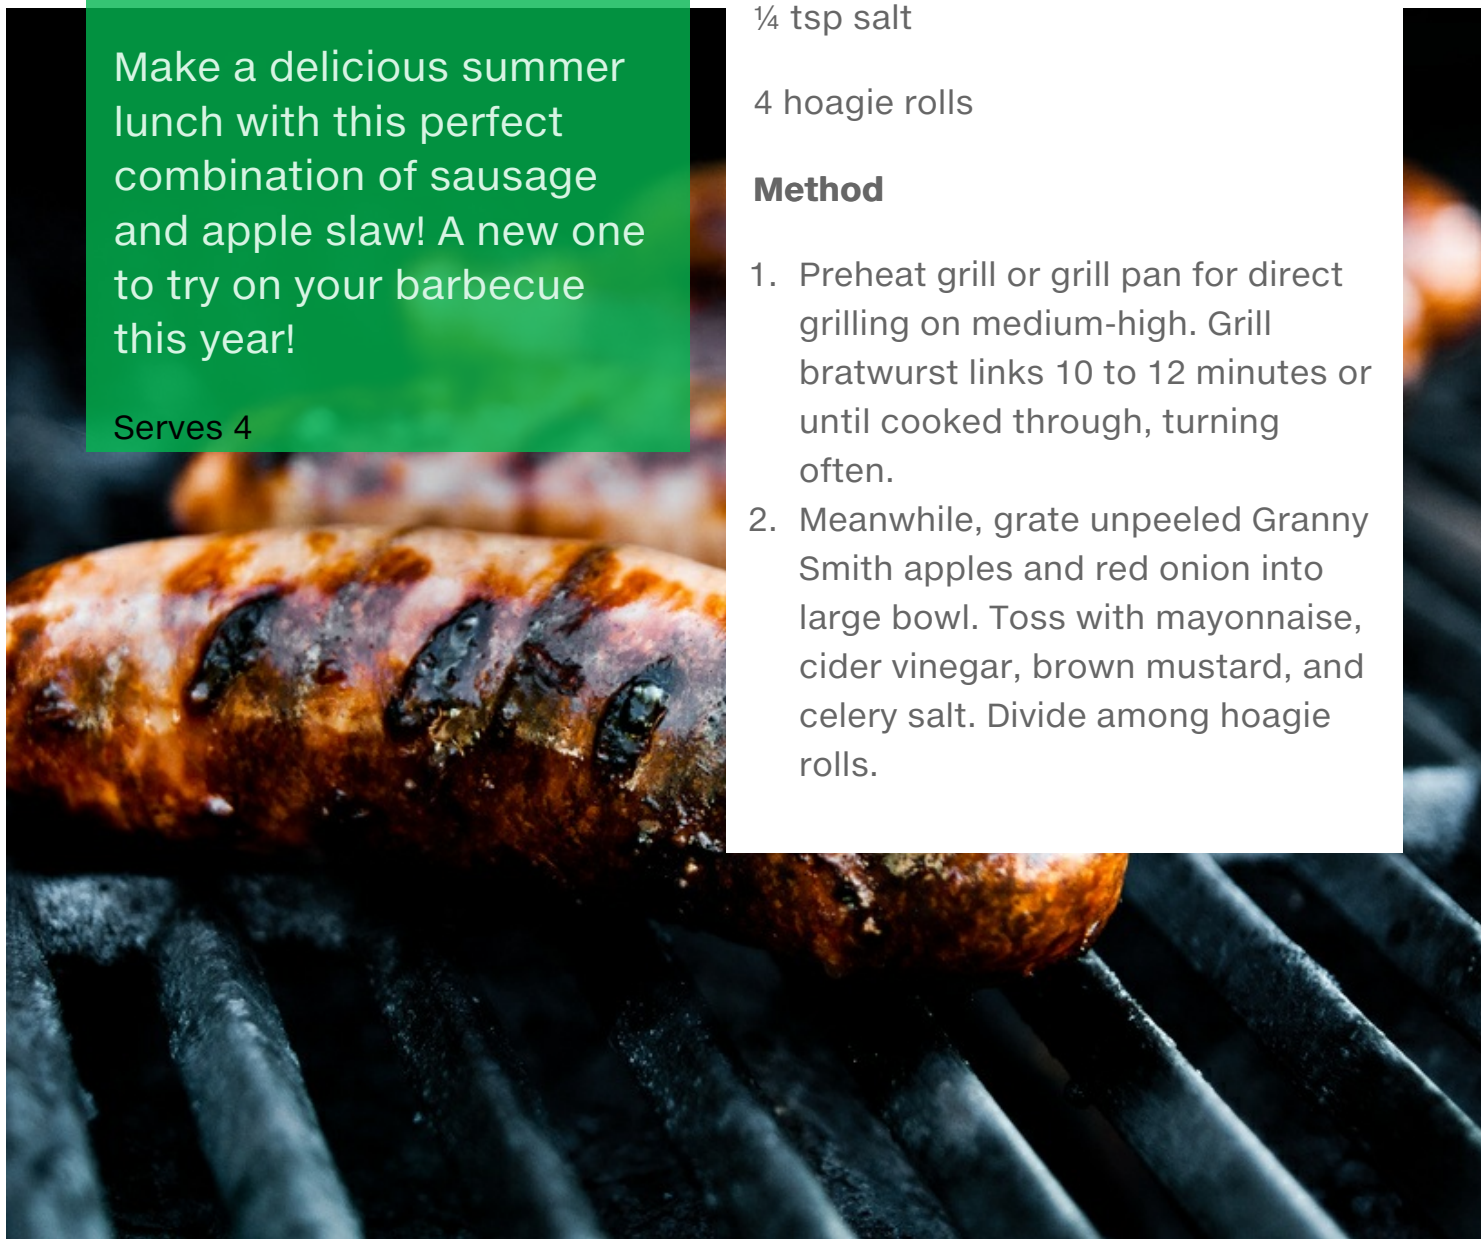 Make a delicious summer
lunch with this perfect
combination of sausage
and apple slaw! A new one
to try on your barbecue
this year!
Serves 4
¼ tsp salt
4 hoagie rolls
Method
1. Preheat grill or grill pan for direct
grilling on medium-high. Grill
bratwurst links 10 to 12 minutes or
until cooked through, turning
often.
2. Meanwhile, grate unpeeled Granny
Smith apples and red onion into
large bowl. Toss with mayonnaise,
cider vinegar, brown mustard, and
celery salt. Divide among hoagie
rolls.